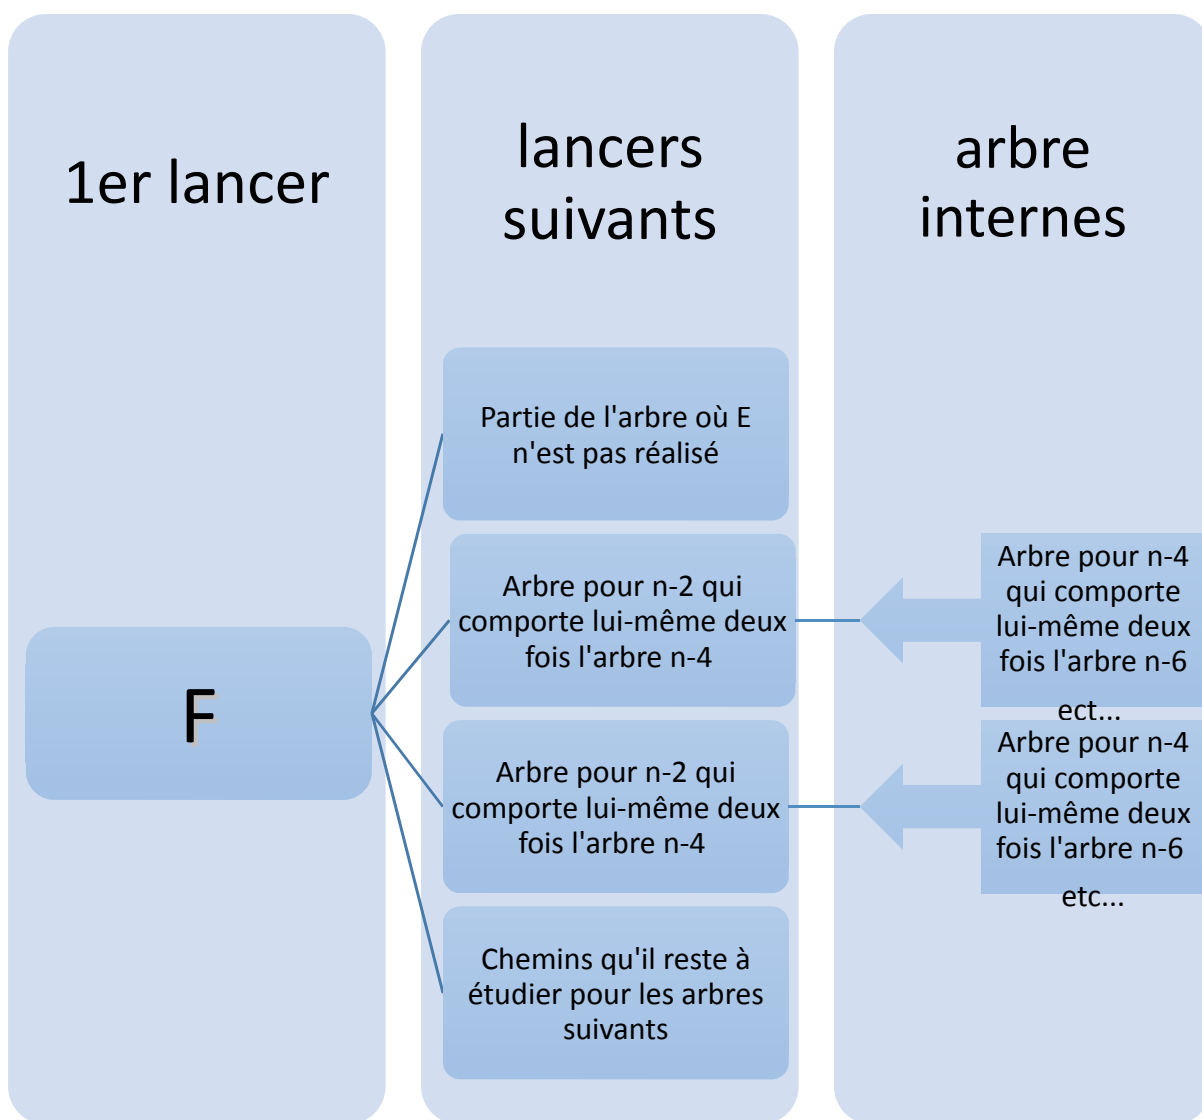 1er lancer
lancers
suivants
arbre
internes
F
Partie de l'arbre où E
n'est pas réalisé
Arbre pour n-2 qui
comporte lui-même deux
fois l'arbre n-4
Arbre pour n-2 qui
comporte lui-même deux
fois l'arbre n-4
Chemins qu'il reste à
étudier pour les arbres
suivants
Arbre pour n-4
qui comporte
lui-même deux
fois l'arbre n-6
ect...
Arbre pour n-4
qui comporte
lui-même deux
fois l'arbre n-6
etc...